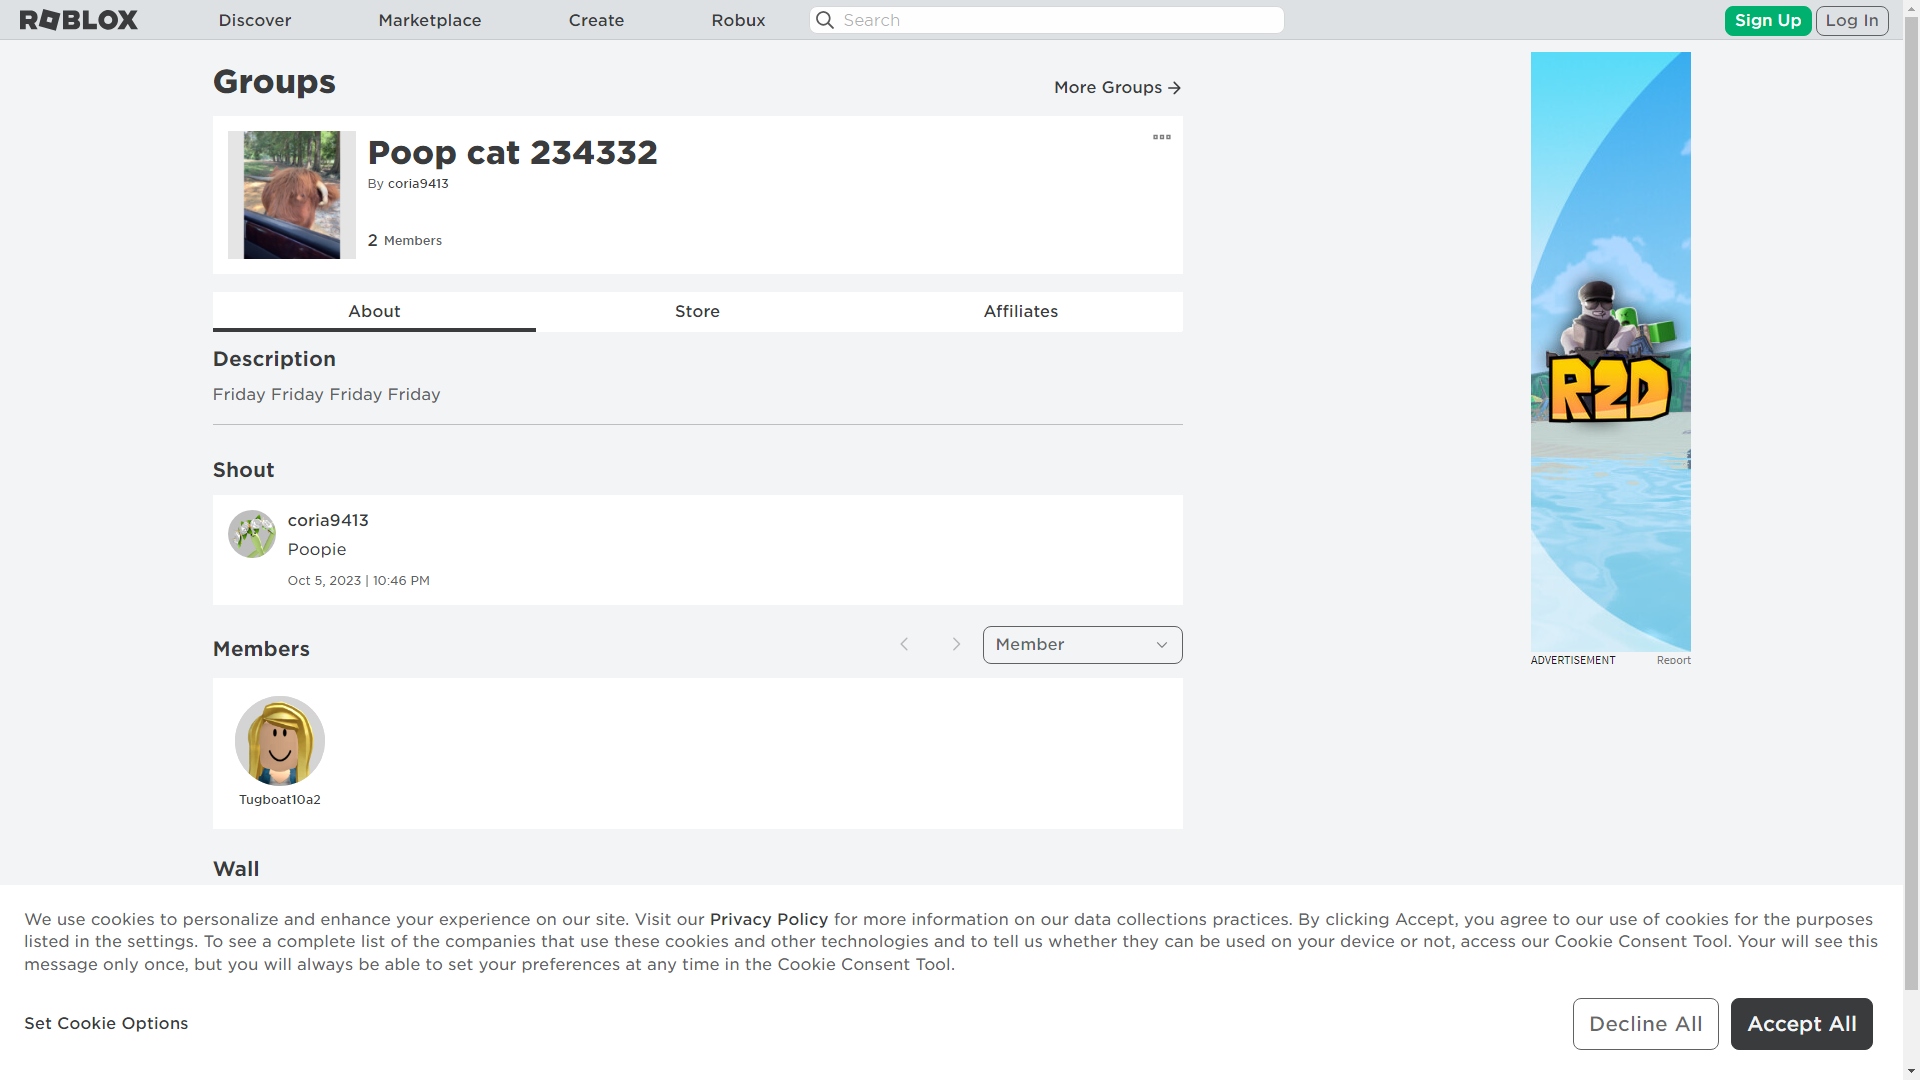 ROBLOX
Discover
Marketplace
Create
Robux
Search
Sign Up
Log In
Groups
More Groups
Poop cat 234332
By coria9413
2 Members
About
Store
Affiliates
Description
Friday Friday Friday Friday
Shout
coria9413
Poopie
Oct 5, 2023 | 10:46 PM
Members
Member
Tugboat10a2
Wall
R2D
ADVERTISEMENT
Report
We use cookies to personalize and enhance your experience on our site. Visit our Privacy Policy for more information on our data collections practices. By clicking Accept, you agree to our use of cookies for the purposes
listed in the settings. To see a complete list of the companies that use these cookies and other technologies and to tell us whether they can be used on your device or not, access our Cookie Consent Tool. Your will see this
message only once, but you will always be able to set your preferences at any time in the Cookie Consent Tool.
Set Cookie Options
Decline All
Accept All